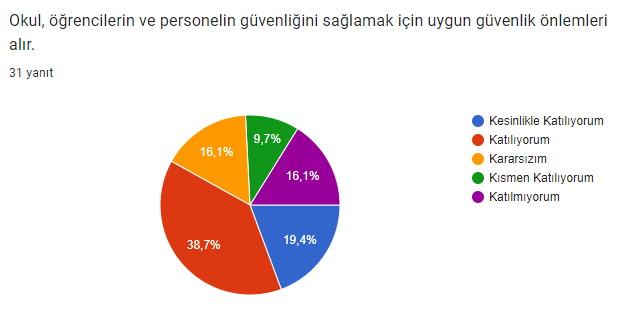 Okul, öğrencilerin ve personelin güvenliğini sağlamak için uygun güvenlik önlemleri
alır.
31 yanıt
Kesinlikle Katılıyorum
Katılıyorum
Kararsızım
Kısmen Katılıyorum
Katılmıyorum
9,7%
16,1%
16,1%
38,7%
19,4%